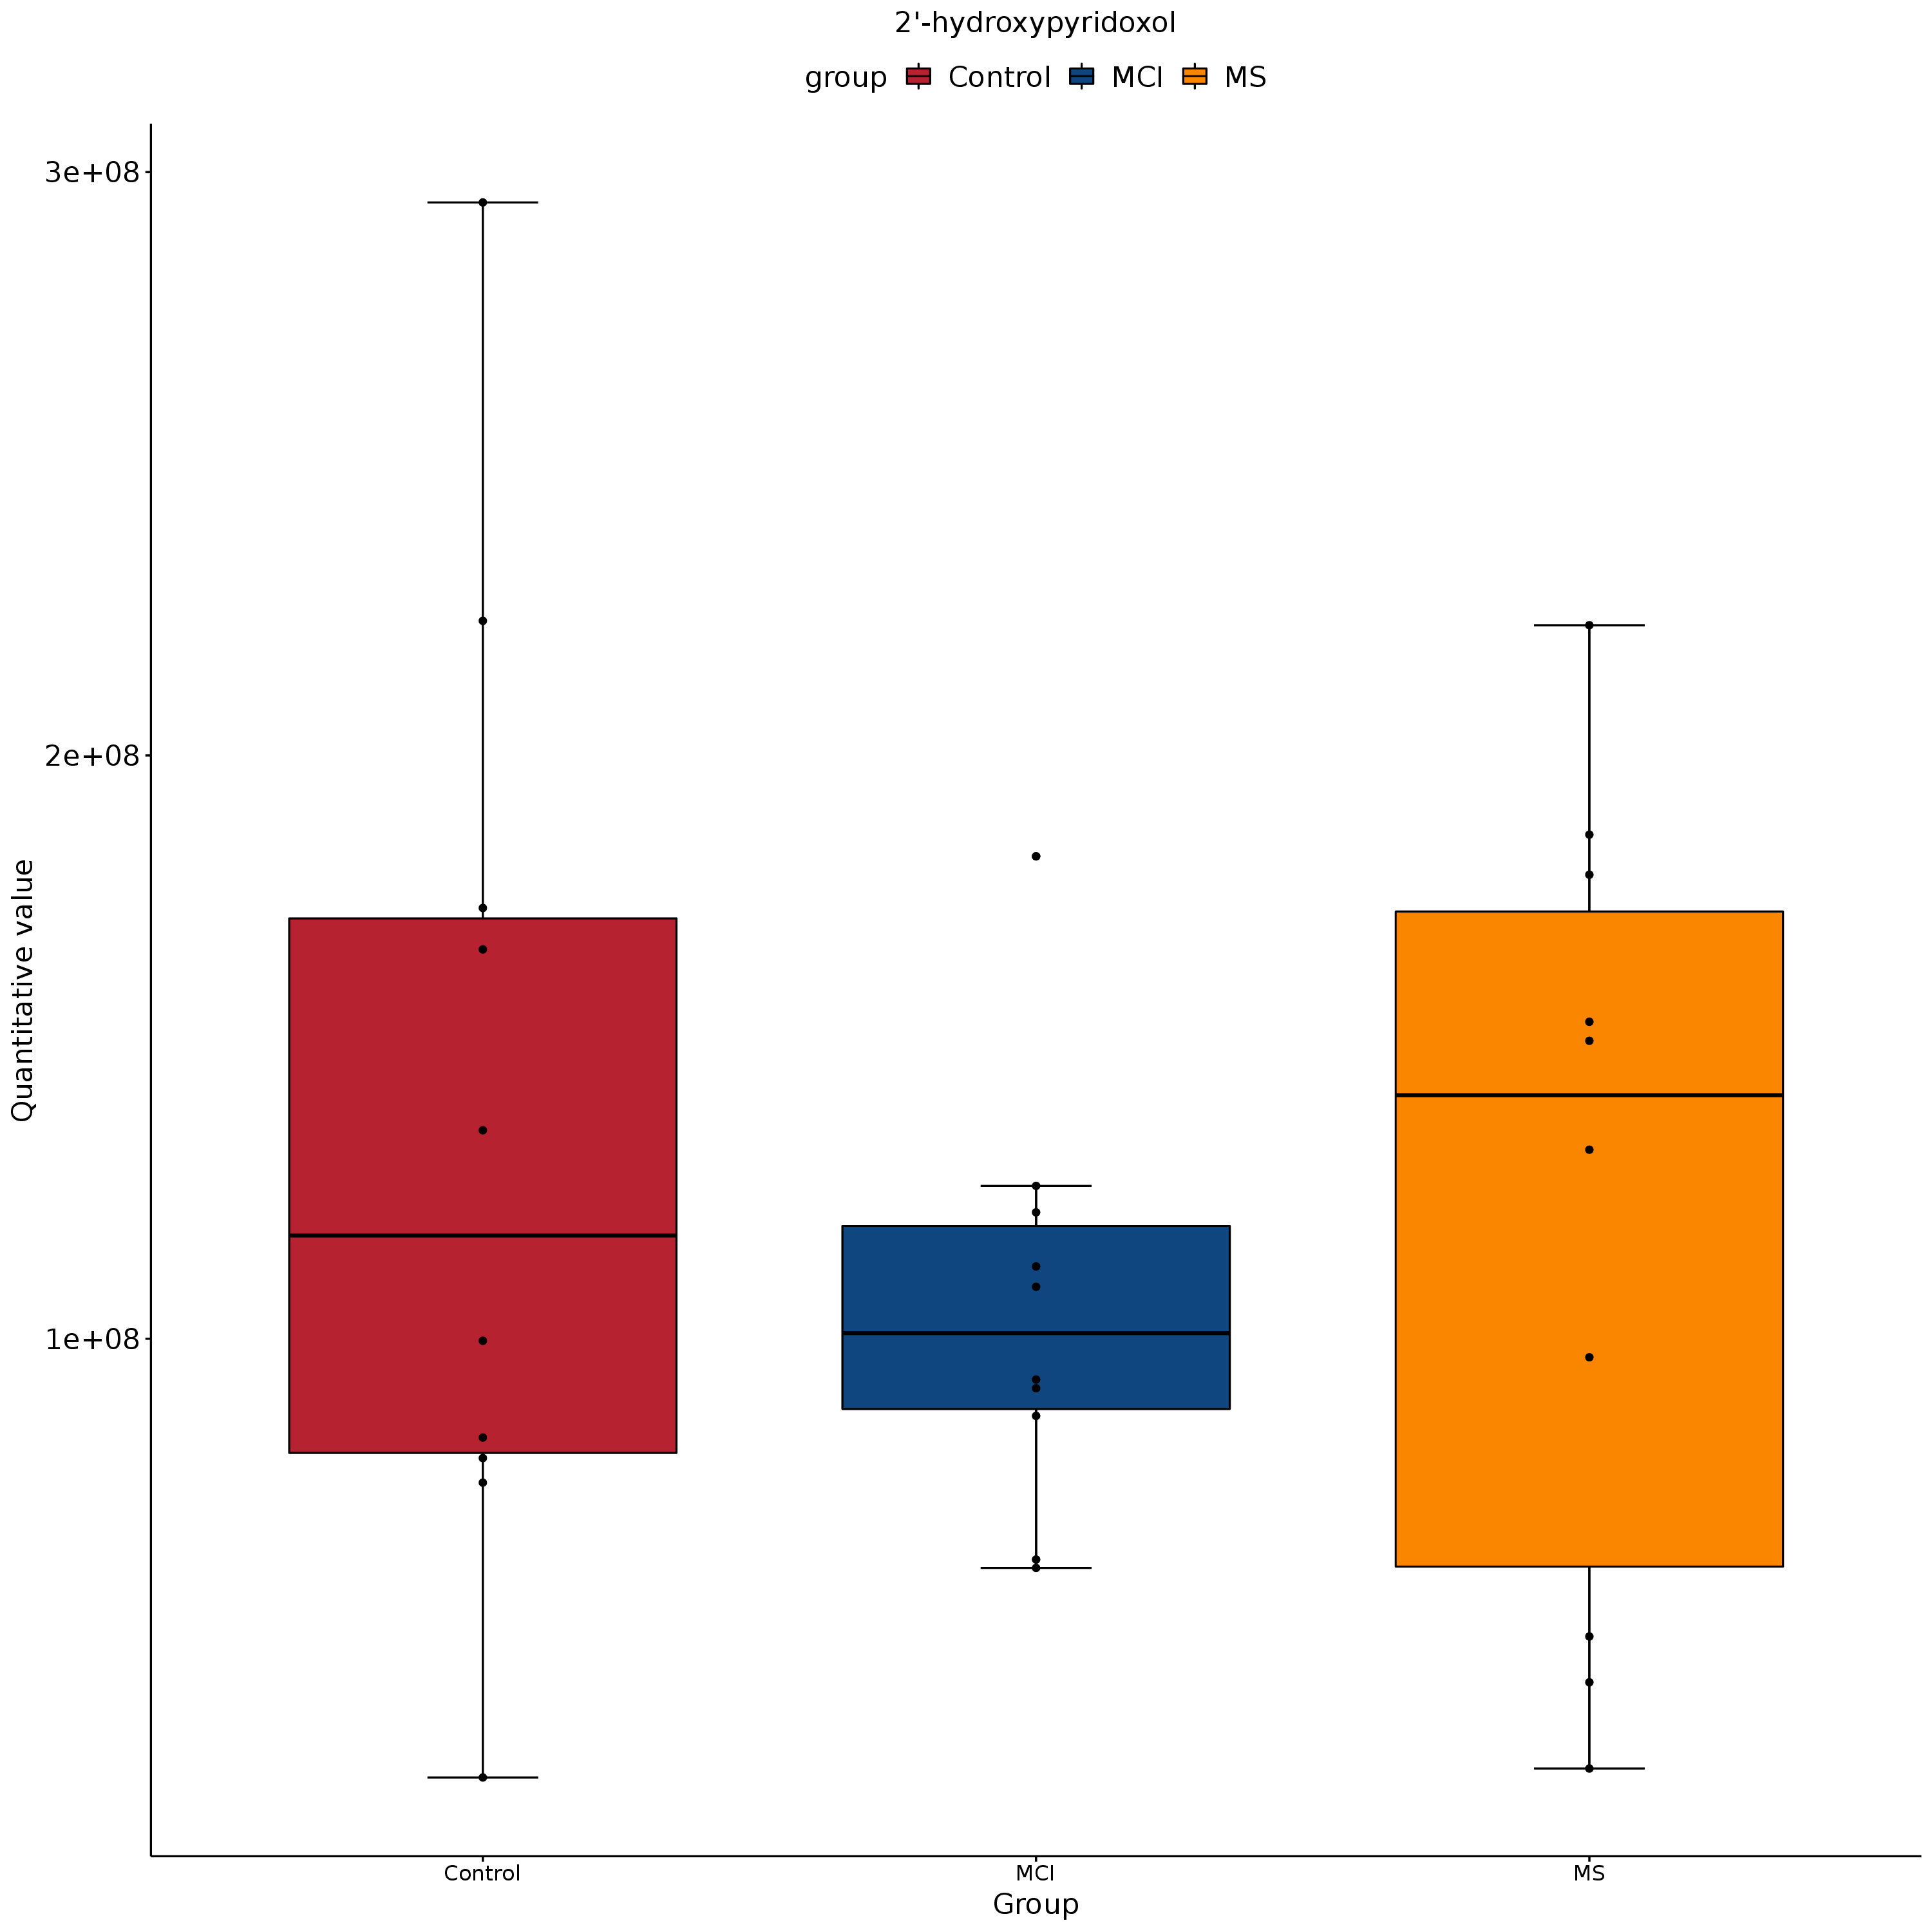 2'-hydroxypyridoxol
group Control MCI MS
3e+08
2e+08
1e+08
Quantitative value
Control MCI MS
Group